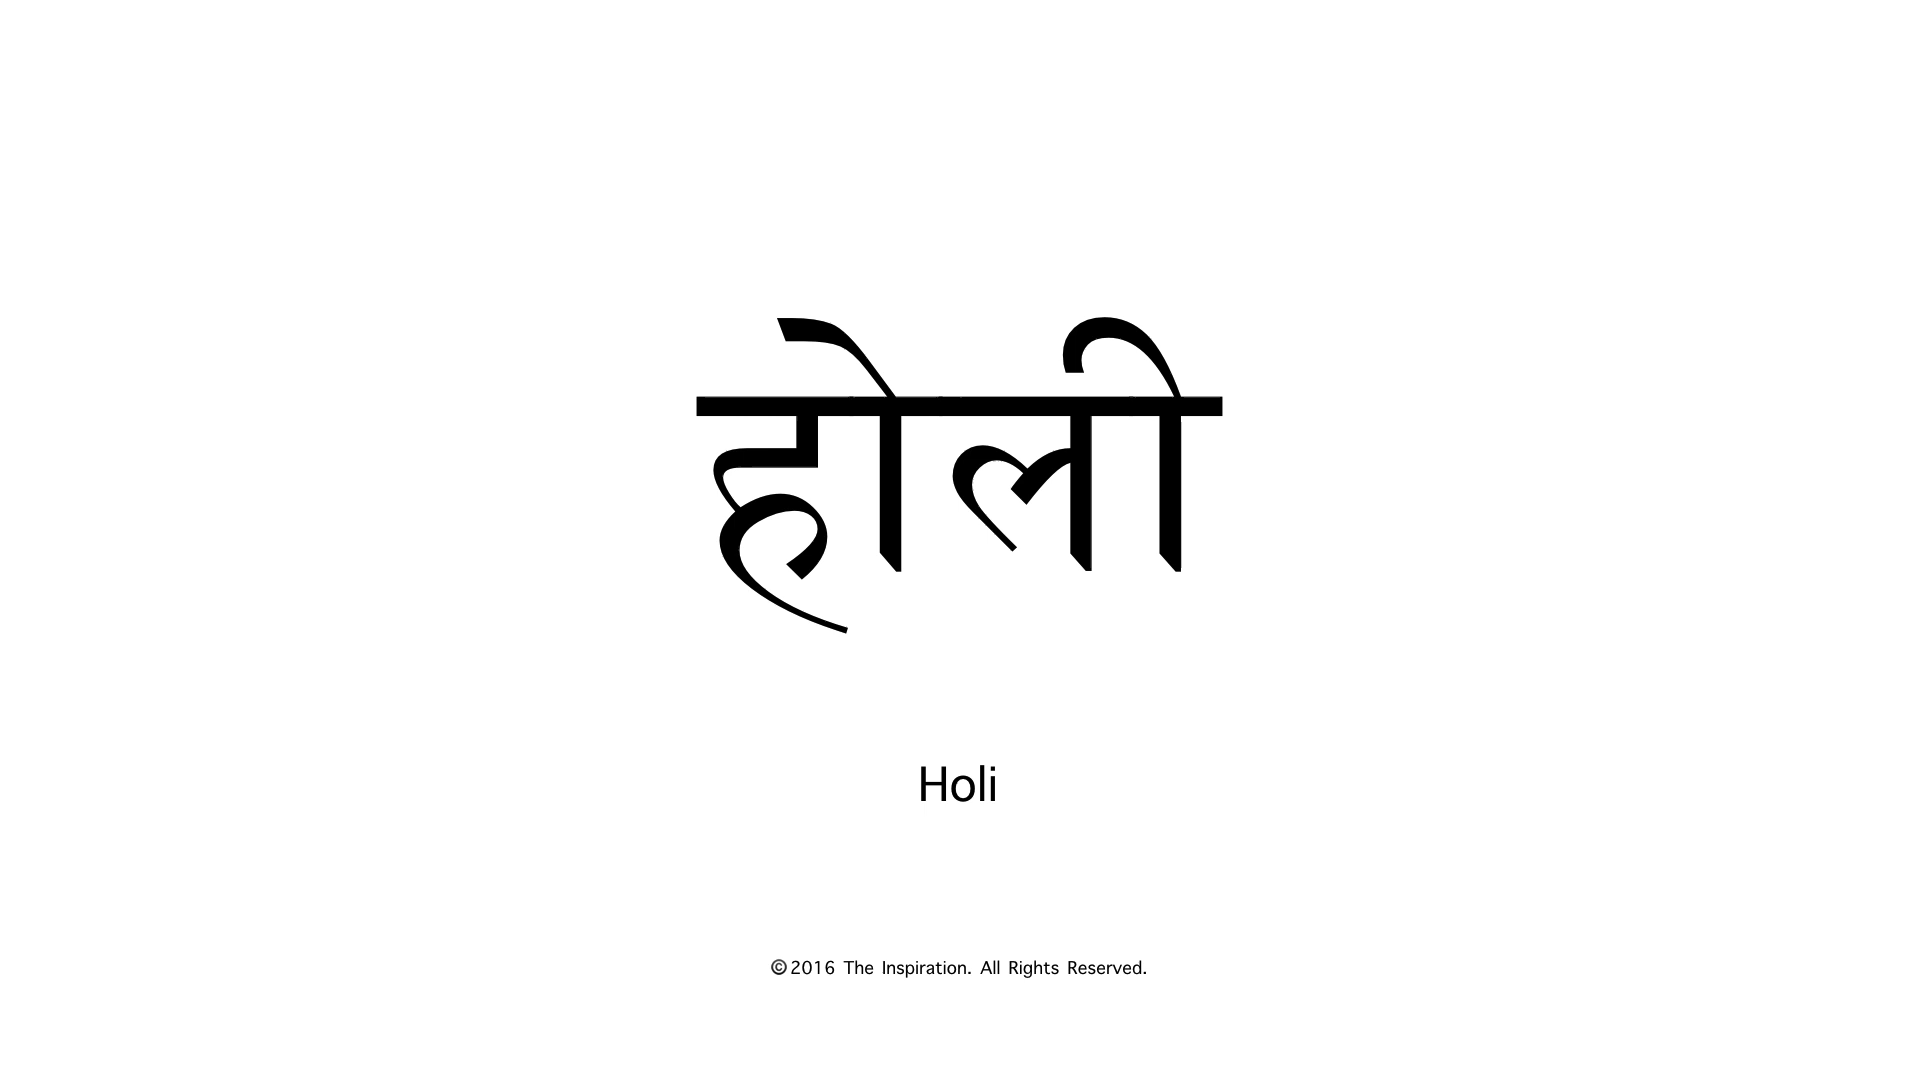 होली
Holi
©2016 The Inspiration. All Rights Reserved.